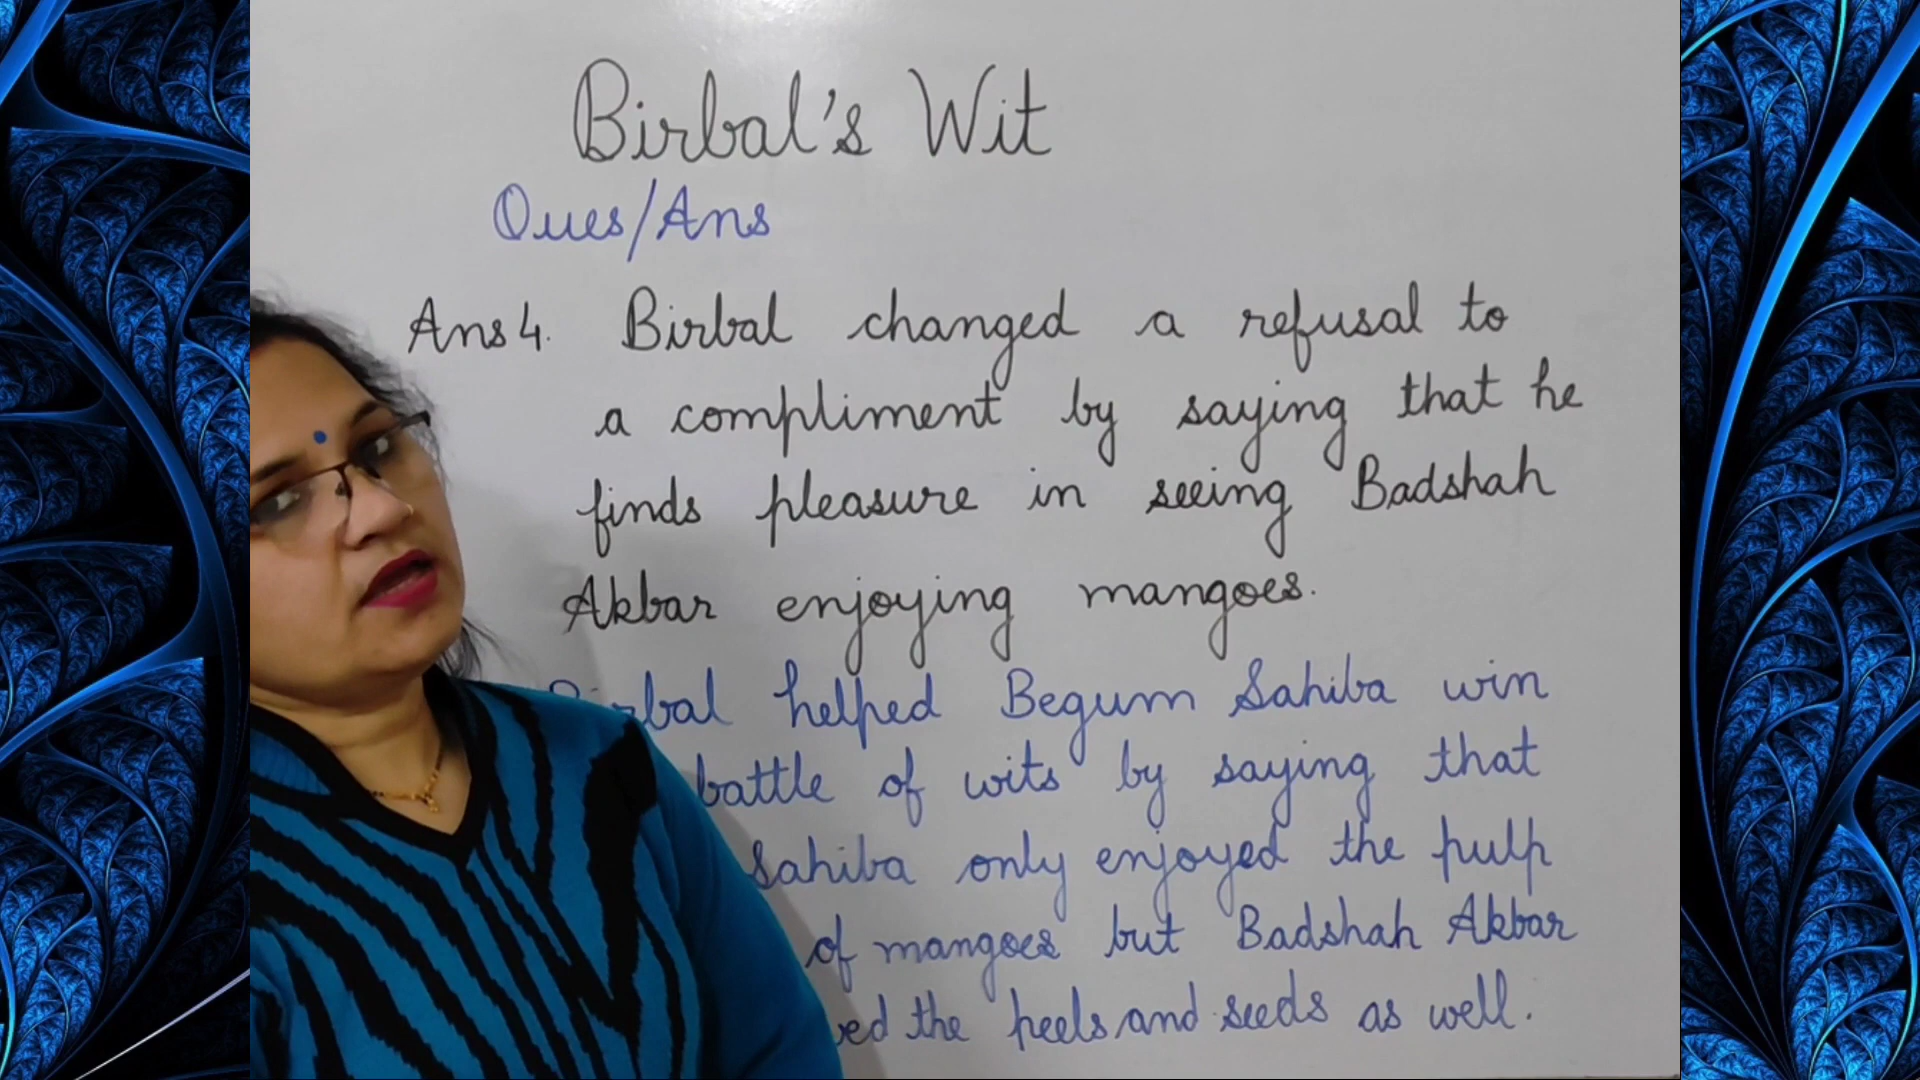 Birbal's Wit
Ques/Ans
Ans 4. Birbal changed a refusal to
a compliment by saying that he
finds pleasure in seeing Badshah
Akbar enjoying mangoes.
helped Begum Sahiba win
battle of wits by saying that
Sahiba only enjoyed the pulp
of mangoes but Badshah Akbar
the peels and seeds as well.